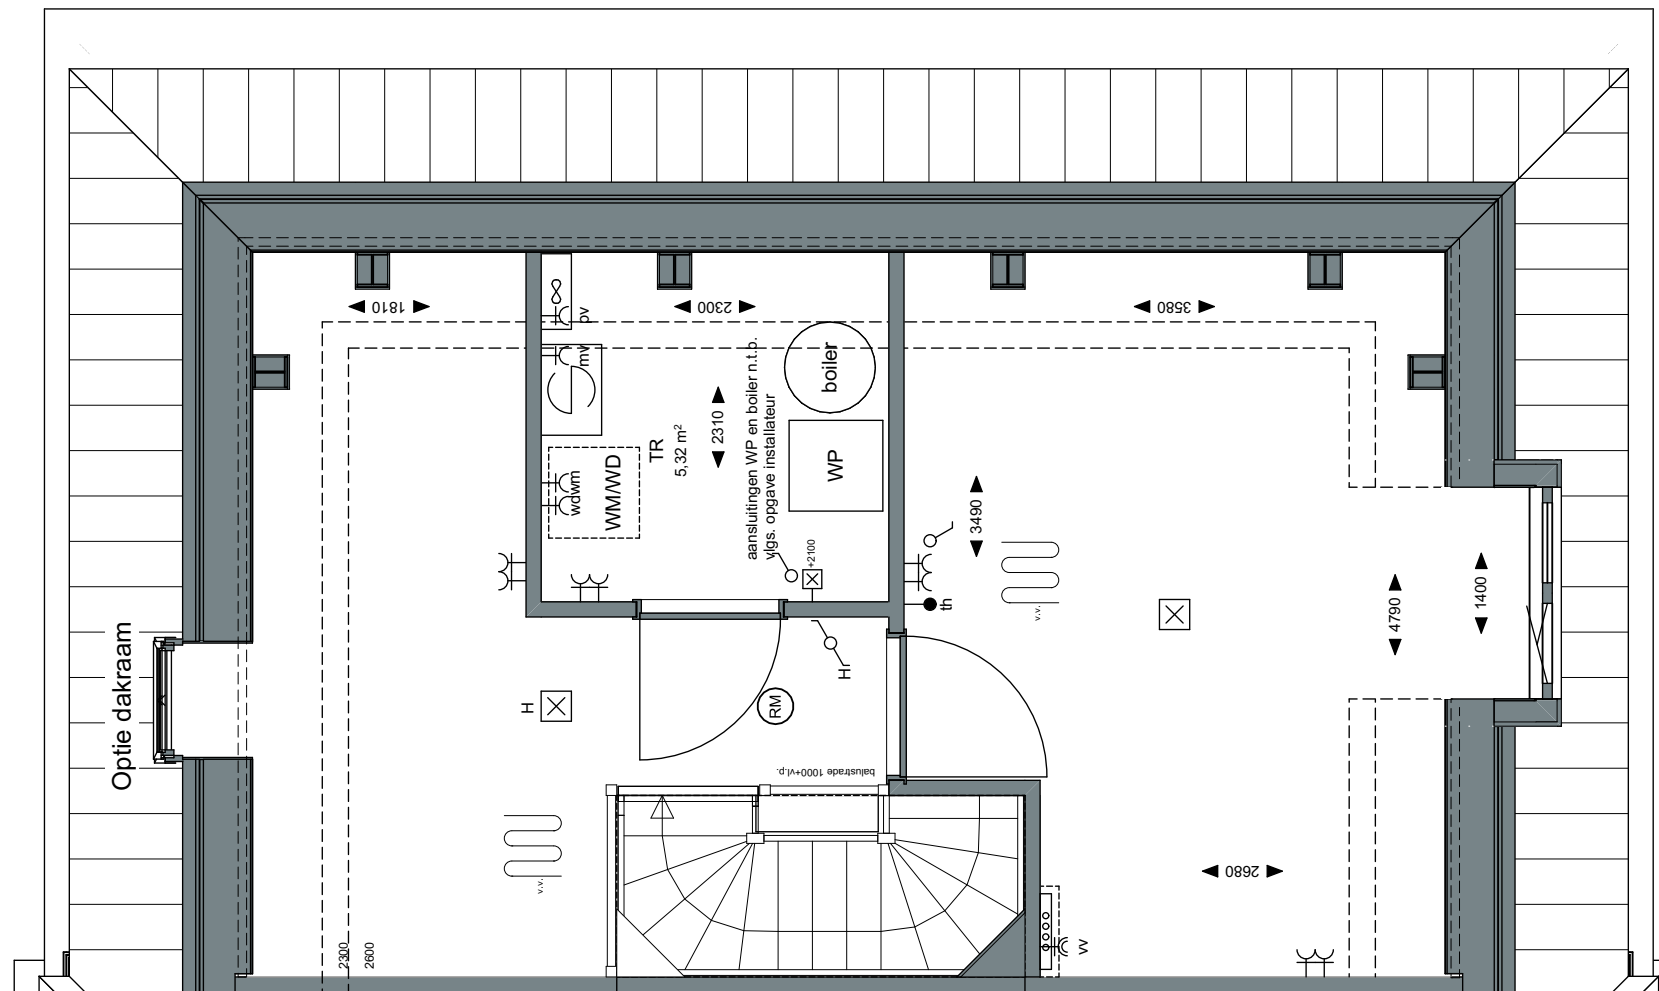 1810
2300
3580
pv
mv
boiler
aansluitingen WP en boiler n.t.b.
vlgs. opgave installateur
TR
5,32 m²
2310
WP
WM/WD
wdwm
+2100
3490
th
v.v.
4790
1400
Optie dakraam
H
Hr
RM
balustrade 1000+vl.p.
v.v.
2680
vv
2300
2600